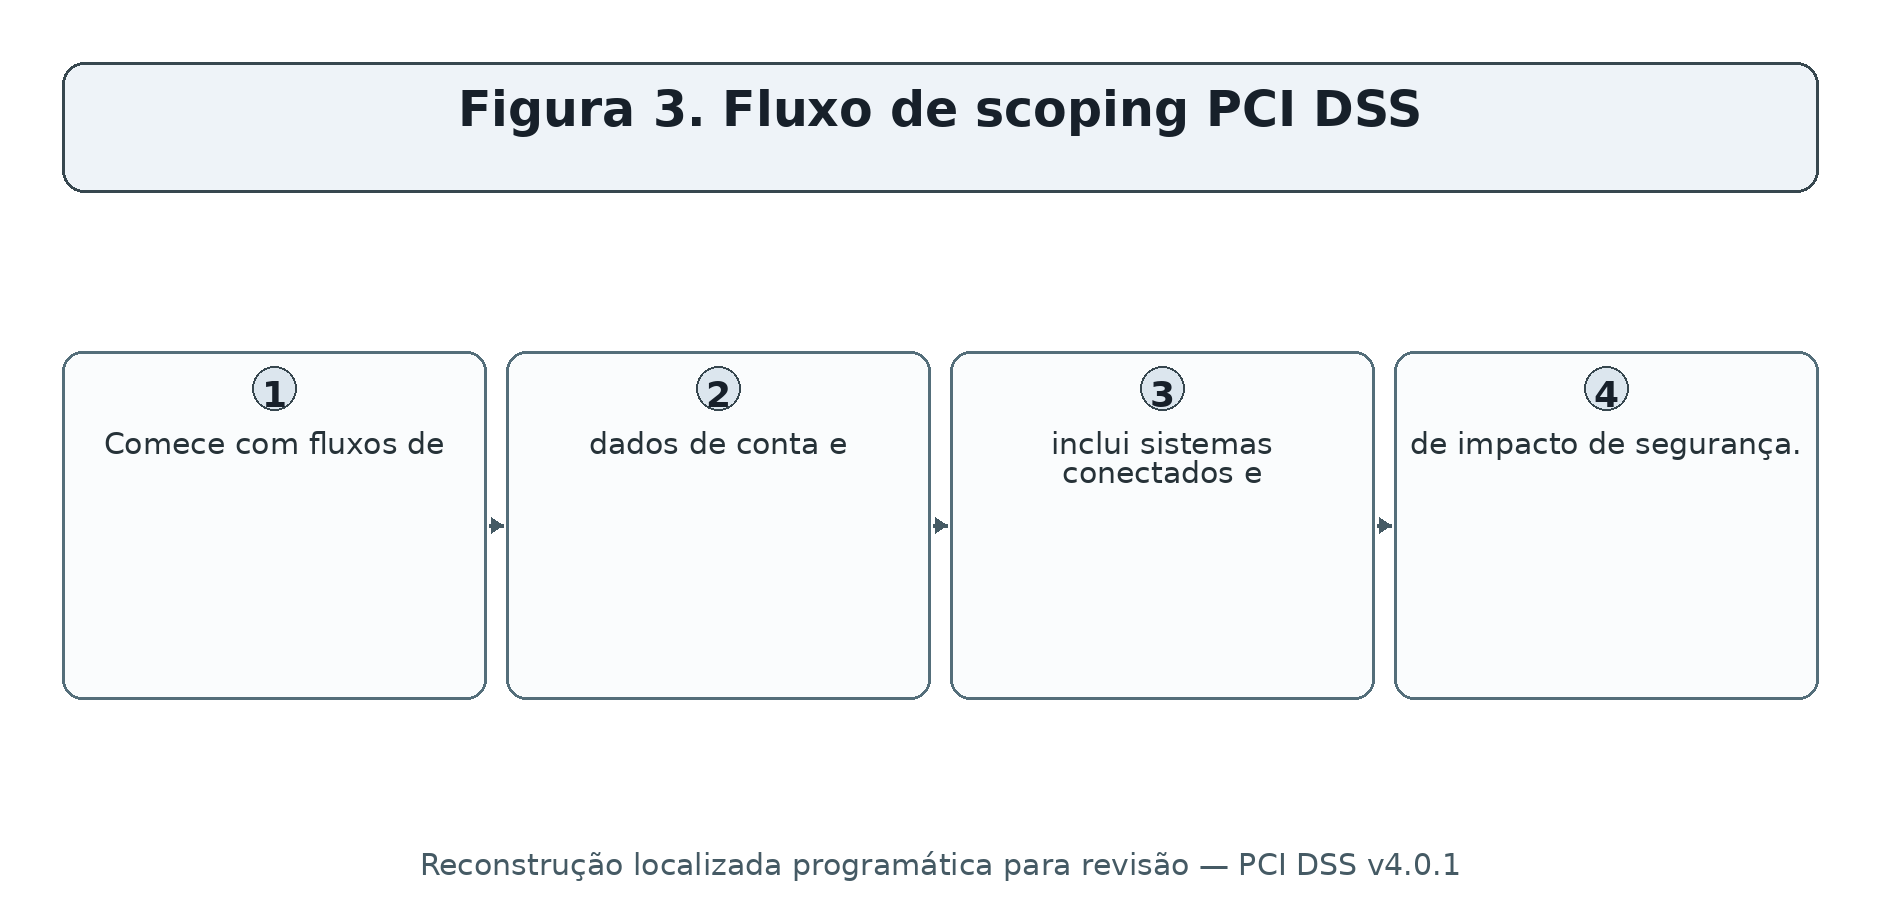 Figura 3. Fluxo de scoping PCI DSS
1
Comece com fluxos de
2
dados de conta e
3
inclui sistemas
conectados e
4
de impacto de segurança.
Reconstrução localizada programática para revisão — PCI DSS v4.0.1